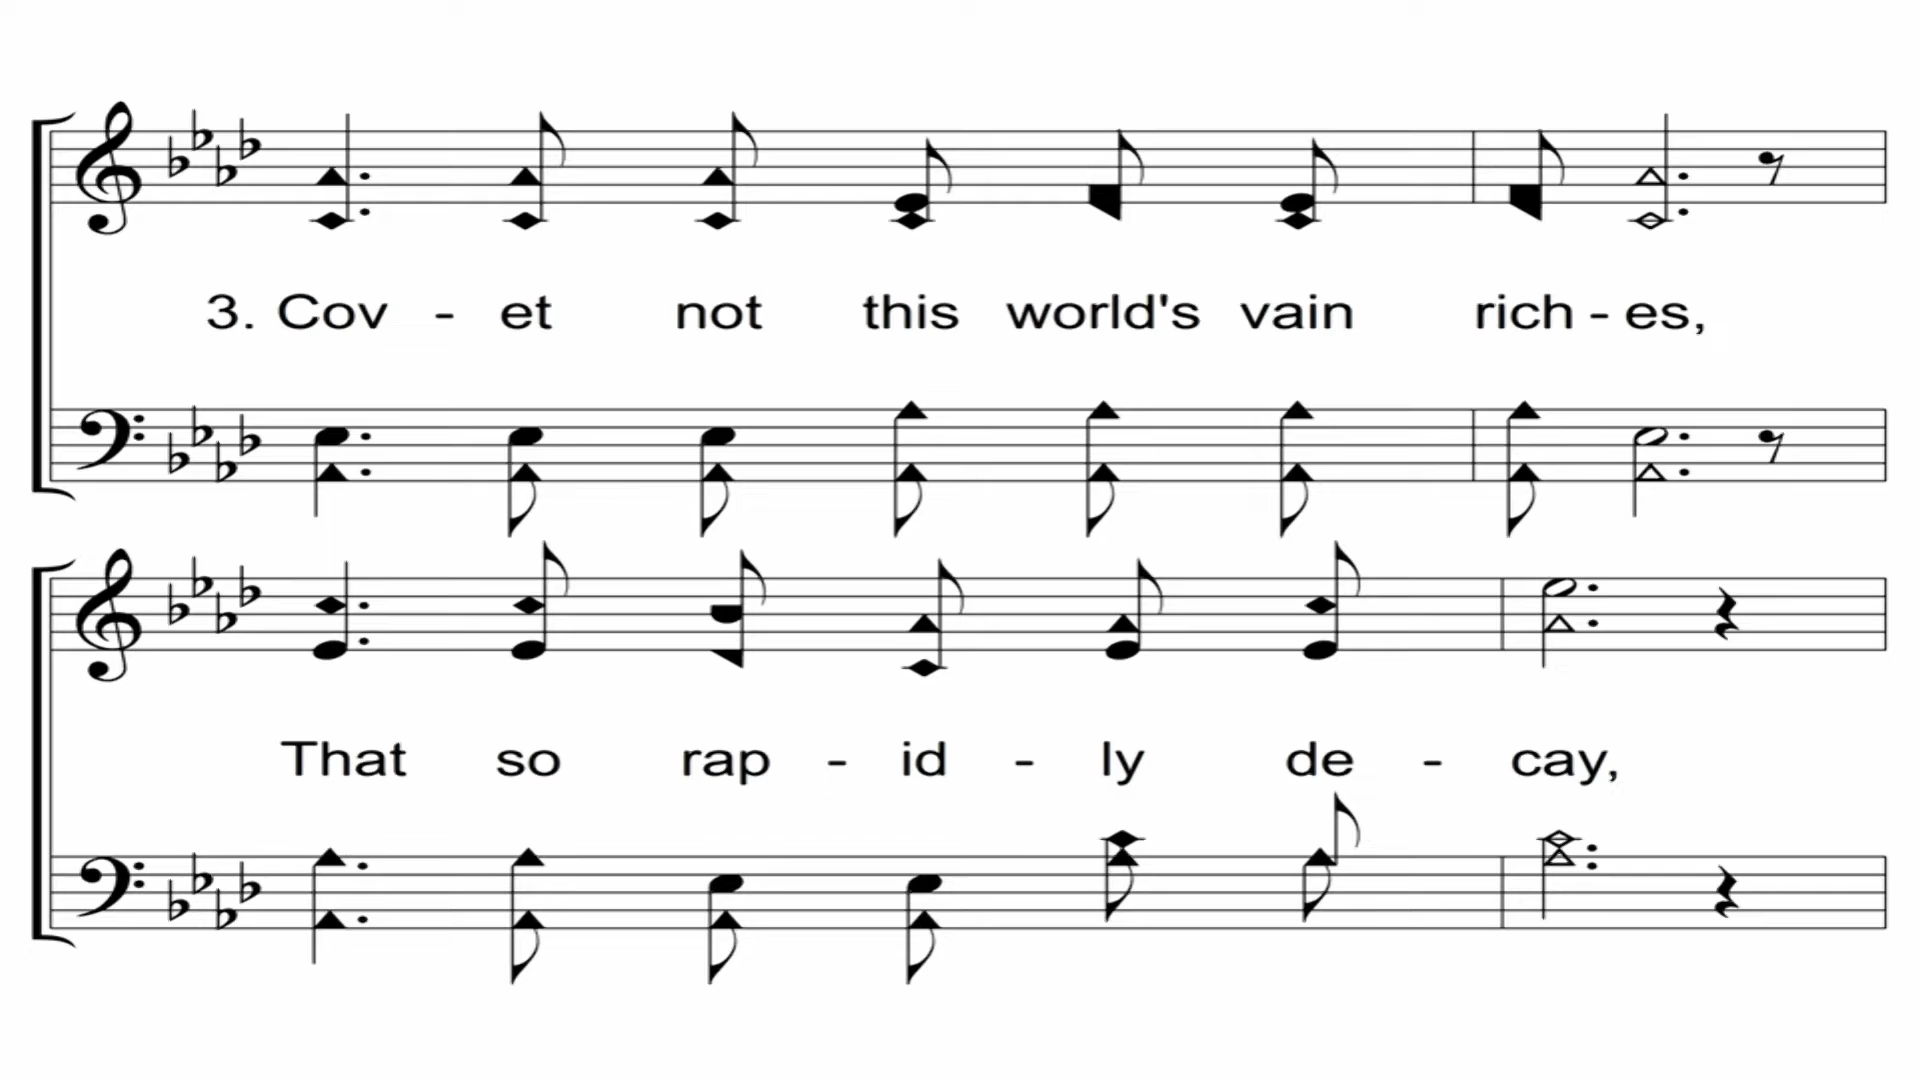 3. Cov - et not this world's vain rich - es,
That so rap - id - ly de - cay,